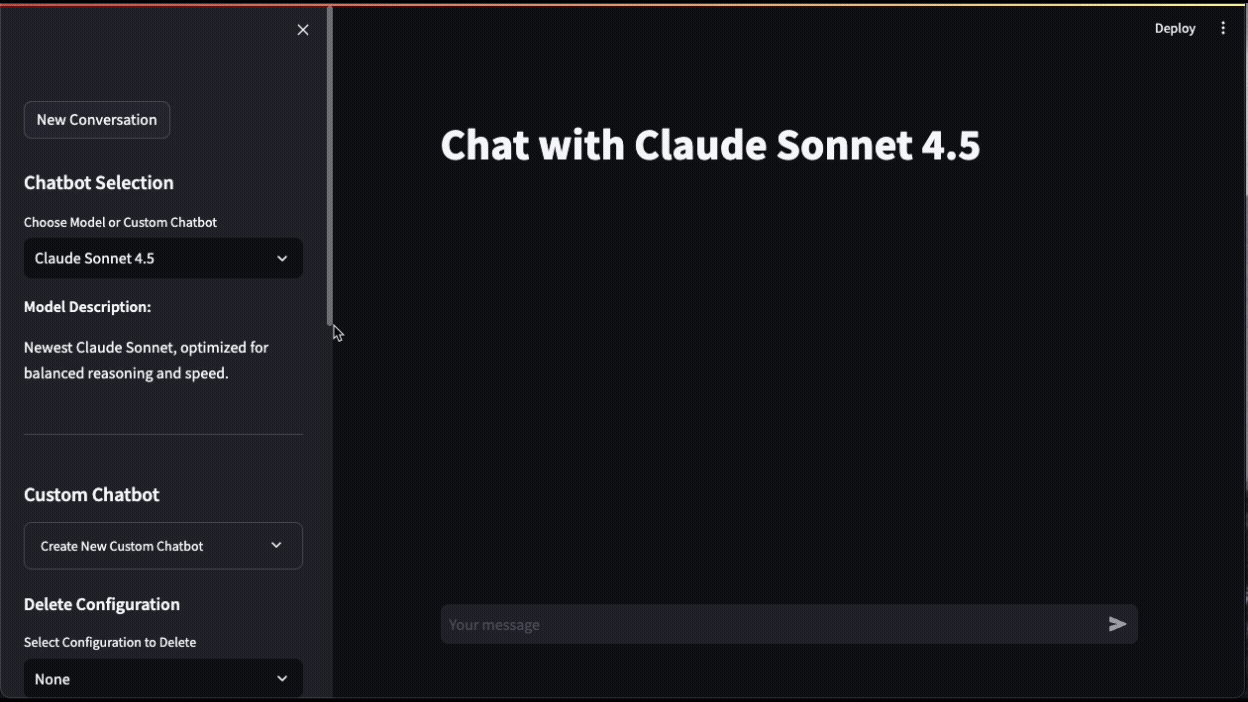 Deploy
New Conversation
Chatbot Selection
Choose Model or Custom Chatbot
Claude Sonnet 4.5
Model Description:
Newest Claude Sonnet, optimized for
balanced reasoning and speed.
Custom Chatbot
Create New Custom Chatbot
Delete Configuration
Select Configuration to Delete
None
Chat with Claude Sonnet 4.5
Your message